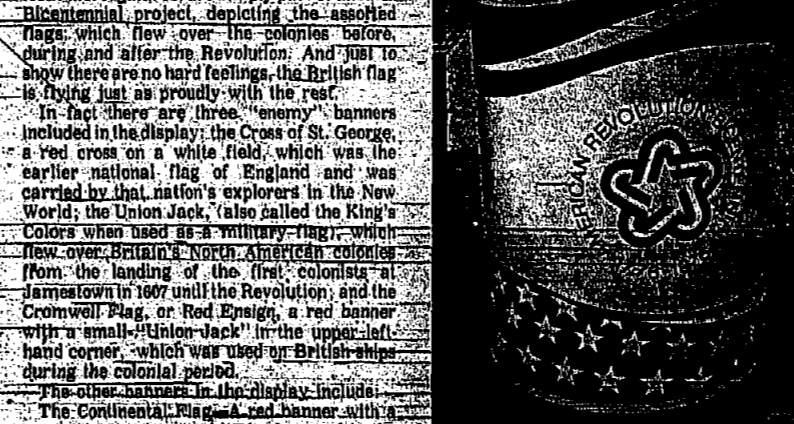 Bicentennial project, depicting the assorted
flags, which flew over the colonies before,
during and after the Revolution. And just to
show there are no hard feelings, the British flag
is flying just as proudly with the rest.
In fact there are three "enemy" banners
included in the display: the Cross of St. George,
a red cross on a white field, which was the
earlier national flag of England and was
carried by that nation's explorers in the New
World; the Union Jack, (also called the King's
Colors when used as a military flag), which
flew over Britain's North American colonies
from the landing of the first colonists at
Jamestown in 1607 until the Revolution; and the
Cromwell Flag, or Red Ensign, a red banner
with a small "Union Jack" in the upper left-
hand corner, which was used on British ships
during the colonial period.
The other banners in the display include:
The Continental Flag—A red banner with a
AMERICAN REVOLUTION